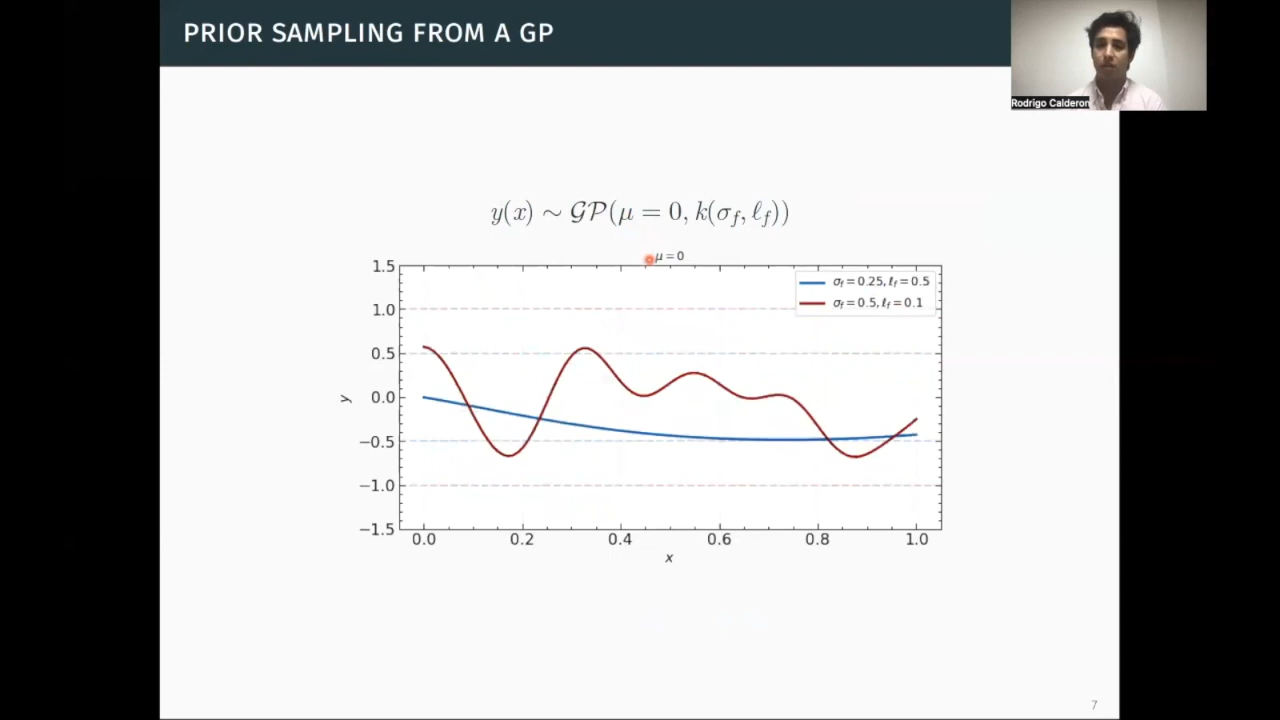 PRIOR SAMPLING FROM A GP
Rodrigo Calderon
y(x) ∼ 𝒢𝒫(μ = 0, k(σ_f, ℓ_f))
μ = 0
σ_f = 0.25, ℓ_f = 0.5
σ_f = 0.5, ℓ_f = 0.1
1.5
1.0
0.5
0.0
−0.5
−1.0
−1.5
y
0.0 0.2 0.4 0.6 0.8 1.0
x
7